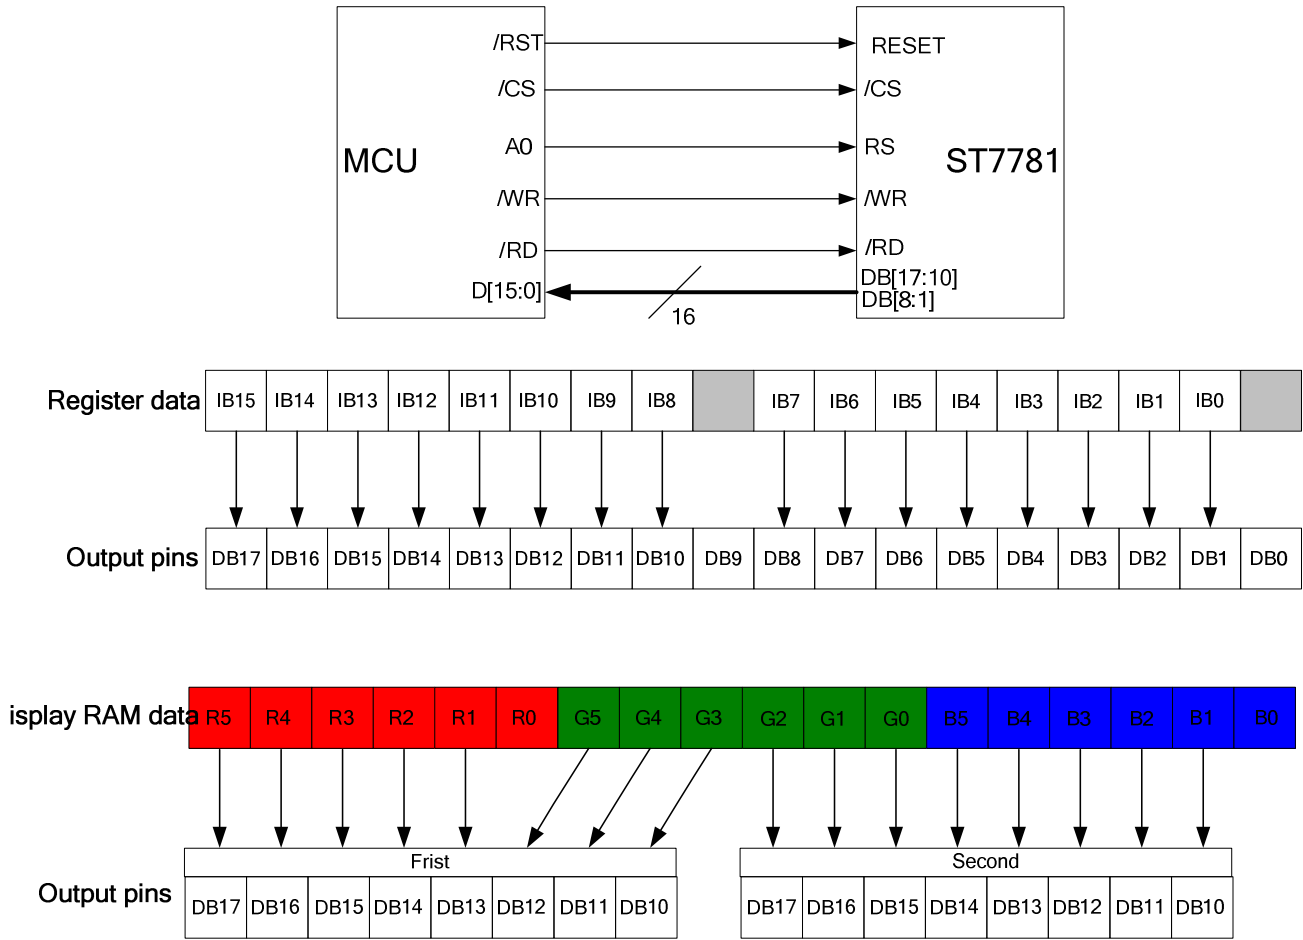 /RST RESET
/CS /CS
A0 RS
MCU ST7781
/WR /WR
/RD /RD
D[15:0] DB[17:10]
DB[8:1]
16
Register data IB15 IB14 IB13 IB12 IB11 IB10 IB9 IB8 IB7 IB6 IB5 IB4 IB3 IB2 IB1 IB0
Output pins DB17 DB16 DB15 DB14 DB13 DB12 DB11 DB10 DB9 DB8 DB7 DB6 DB5 DB4 DB3 DB2 DB1 DB0
isplay RAM data R5 R4 R3 R2 R1 R0 G5 G4 G3 G2 G1 G0 B5 B4 B3 B2 B1 B0
Frist Second
Output pins DB17 DB16 DB15 DB14 DB13 DB12 DB11 DB10 DB17 DB16 DB15 DB14 DB13 DB12 DB11 DB10